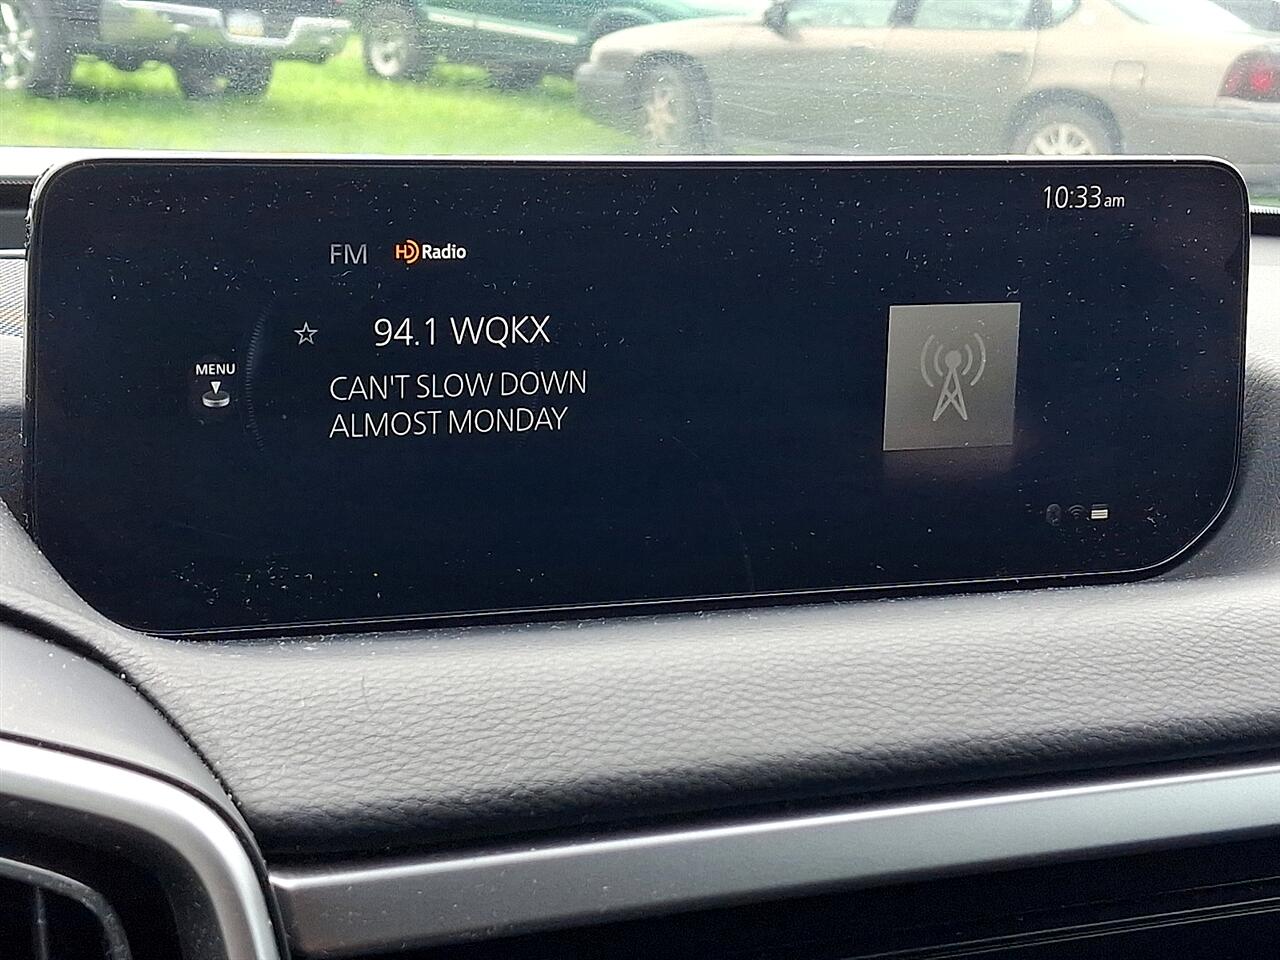 10:33am
FM HD Radio
94.1 WQKX
MENU
CAN'T SLOW DOWN
ALMOST MONDAY